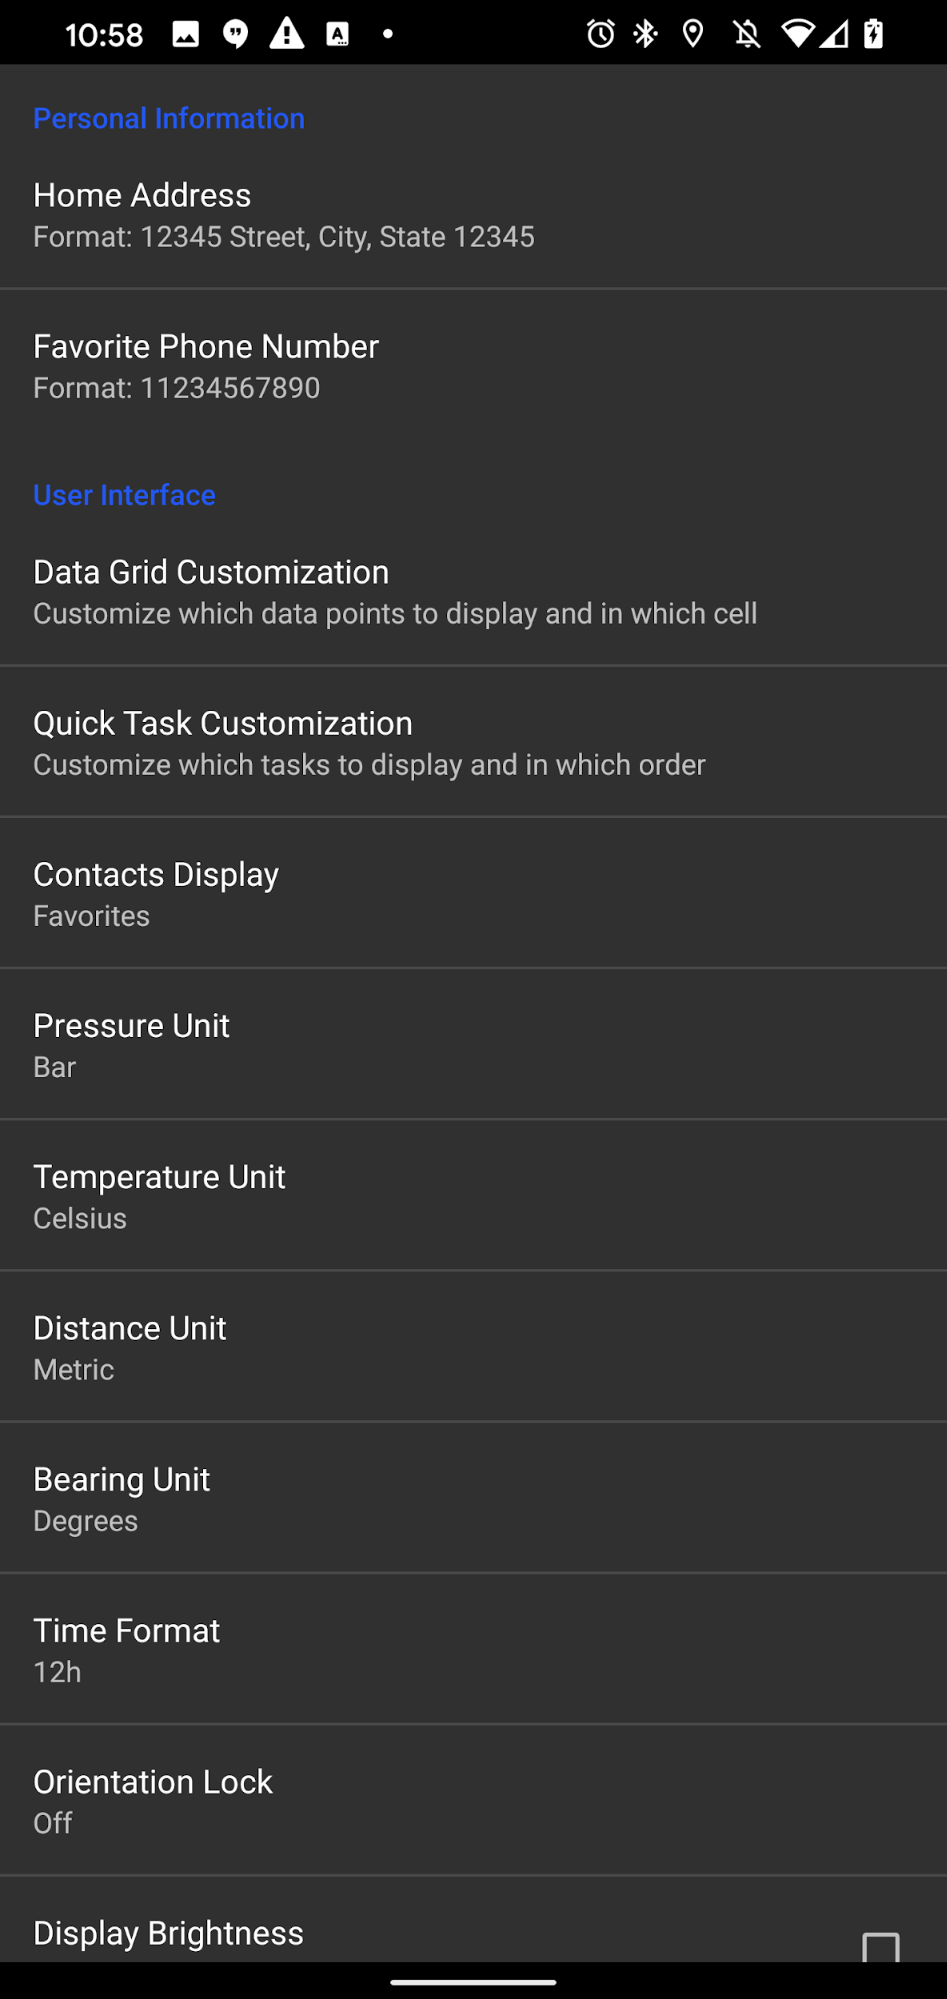 10:58
Personal Information
Home Address
Format: 12345 Street, City, State 12345
Favorite Phone Number
Format: 11234567890
User Interface
Data Grid Customization
Customize which data points to display and in which cell
Quick Task Customization
Customize which tasks to display and in which order
Contacts Display
Favorites
Pressure Unit
Bar
Temperature Unit
Celsius
Distance Unit
Metric
Bearing Unit
Degrees
Time Format
12h
Orientation Lock
Off
Display Brightness